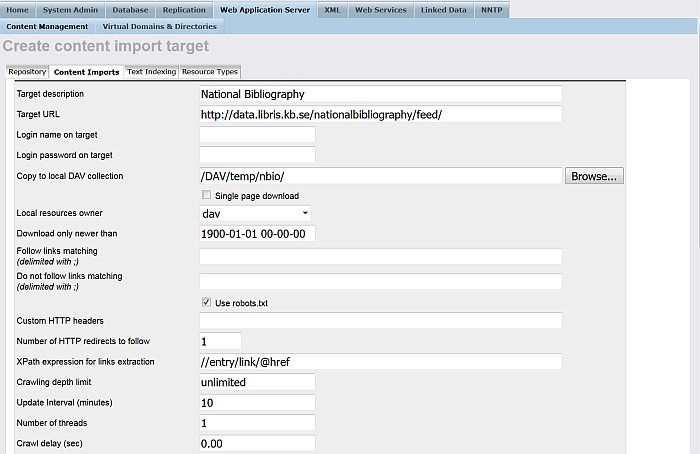 Home System Admin Database Replication Web Application Server XML Web Services Linked Data NNTP
Content Management Virtual Domains & Directories
Create content import target
Repository Content Imports Text Indexing Resource Types
Target description National Bibliography
Target URL http://data.libris.kb.se/nationalbibliography/feed/
Login name on target
Login password on target
Copy to local DAV collection /DAV/temp/nbio/ Browse...
Single page download
Local resources owner dav
Download only newer than 1900-01-01 00-00-00
Follow links matching
(delimited with ;)
Do not follow links matching
(delimited with ;)
Use robots.txt
Custom HTTP headers
Number of HTTP redirects to follow 1
XPath expression for links extraction //entry/link/@href
Crawling depth limit unlimited
Update Interval (minutes) 10
Number of threads 1
Crawl delay (sec) 0.00